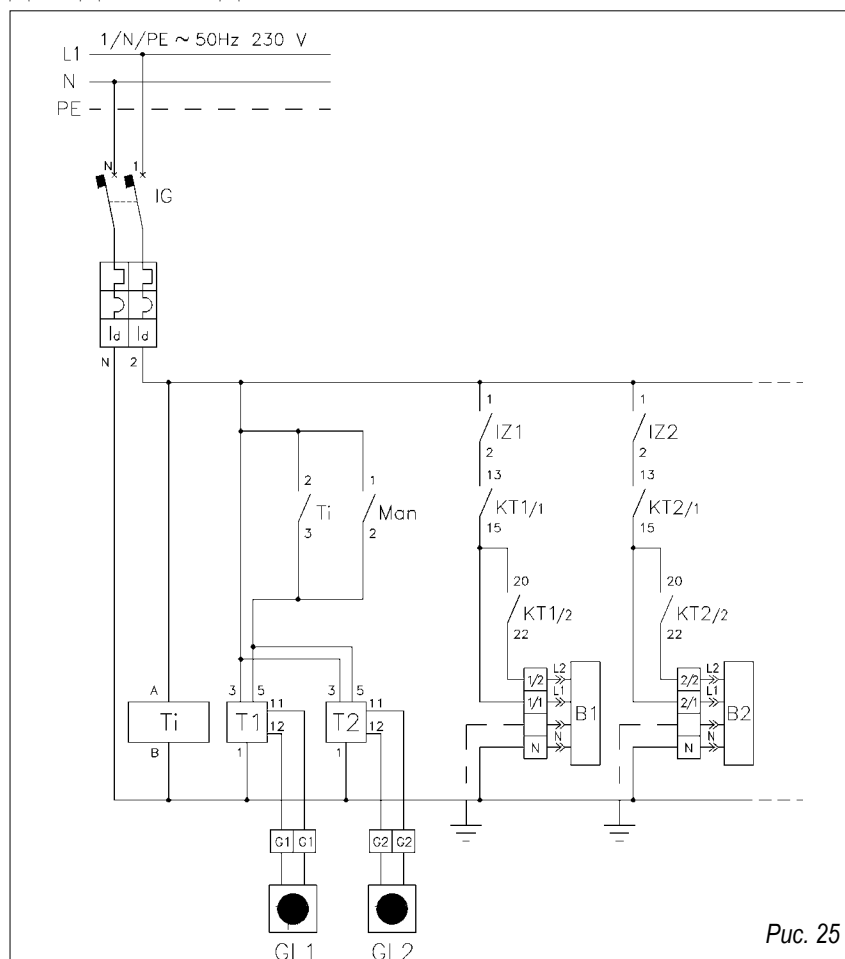 1/N/PE ~ 50Hz 230 V
L1
N
PE
N 1
IG
Id Id
N 2
1 1
IZ1 IZ2
2 2
2 1 13 13
Ti Man KT1/1 KT2/1
3 2 15 15
20 20
KT1/2 KT2/2
22 22
A 3 5 11 3 5 11 1/2 L2 2/2 L2
Ti T1 12 T2 12 1/1 L1 B1 2/1 L1 B2
B 1 1 N N N N
G1 G1 G2 G2
GL1 GL2
Рис. 25